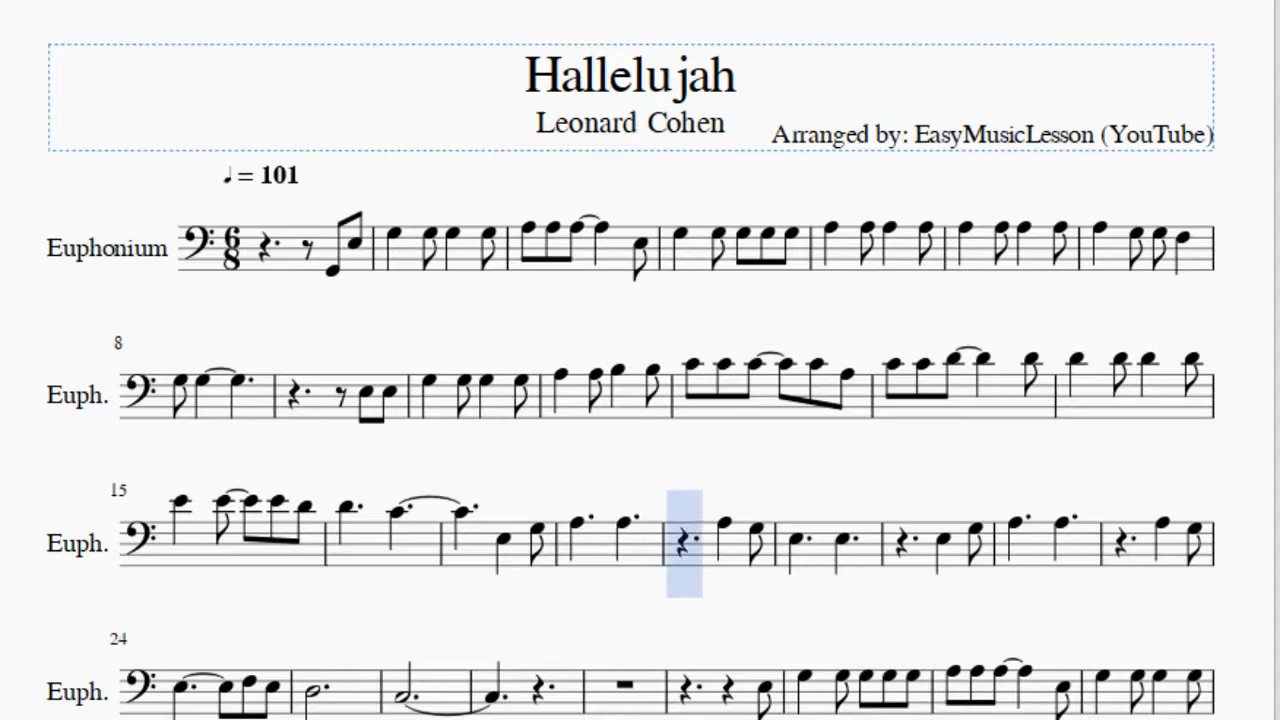 Hallelujah
Leonard Cohen
Arranged by: EasyMusicLesson (YouTube)
♩ = 101
Euphonium
6
8
8
Euph.
15
Euph.
24
Euph.